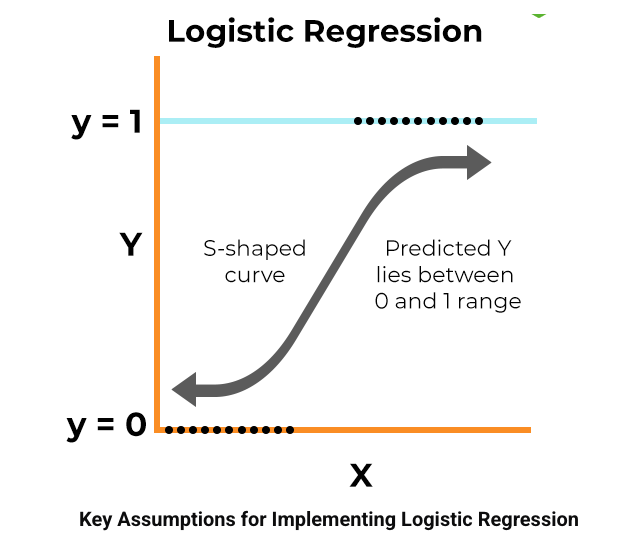 Logistic Regression
y = 1
Y
S-shaped
curve
Predicted Y
lies between
0 and 1 range
y = 0
X
Key Assumptions for Implementing Logistic Regression